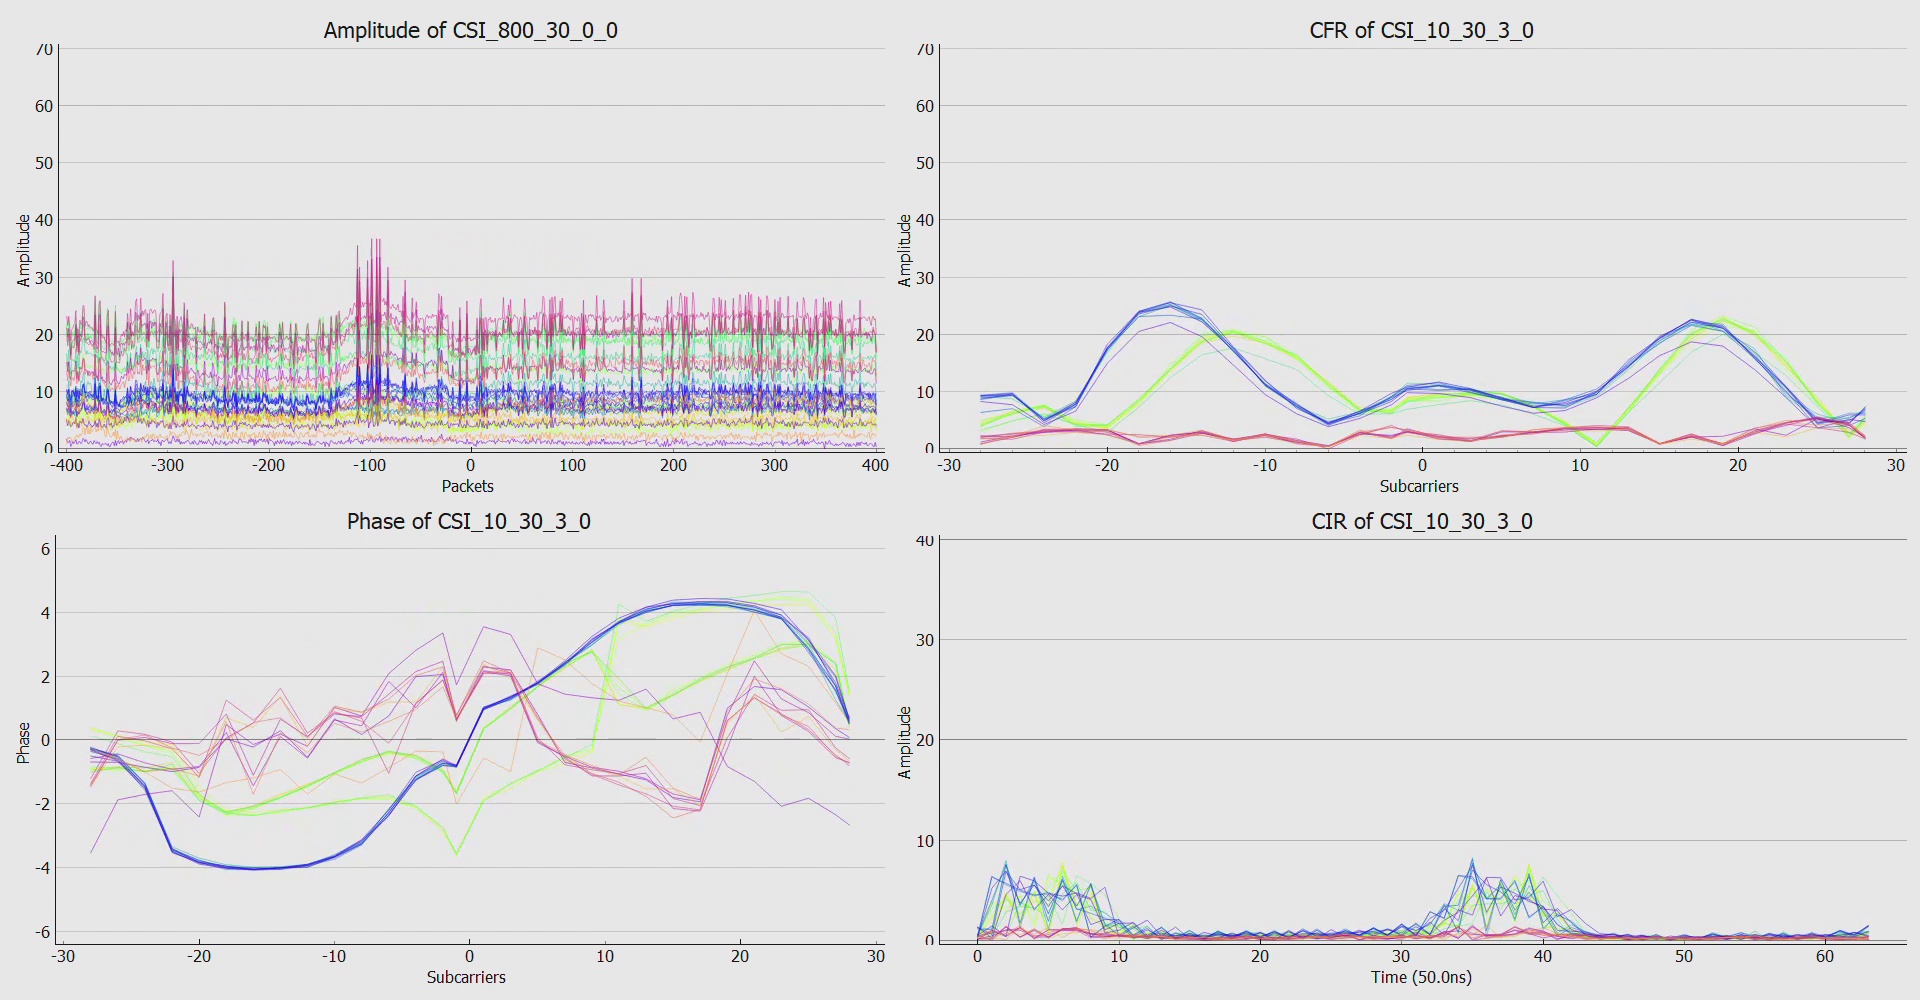 Amplitude of CSI_800_30_0_0
70
60
50
40
30
20
10
0
Amplitude
-400 -300 -200 -100 0 100 200 300 400
Packets
CFR of CSI_10_30_3_0
70
60
50
40
30
20
10
0
Amplitude
-30 -20 -10 0 10 20 30
Subcarriers
Phase of CSI_10_30_3_0
6
4
2
0
-2
-4
-6
Phase
-30 -20 -10 0 10 20 30
Subcarriers
CIR of CSI_10_30_3_0
40
30
20
10
0
Amplitude
0 10 20 30 40 50 60
Time (50.0ns)